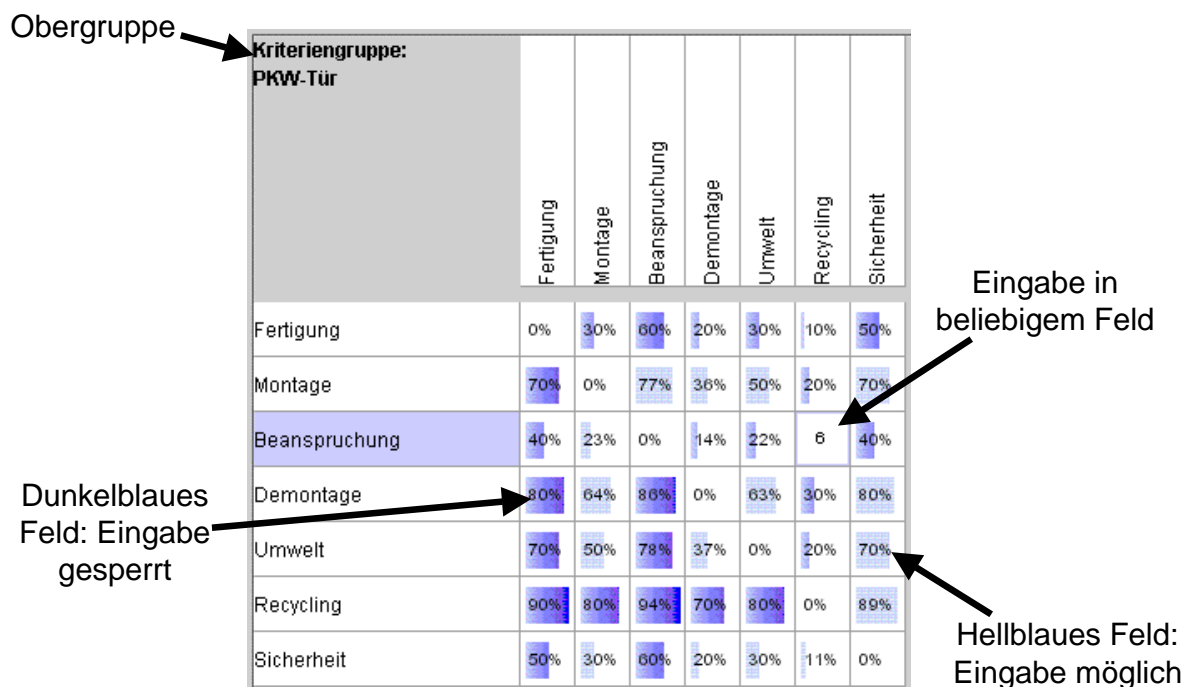 Obergruppe
Kriteriengruppe:
PKW-Tür
Fertigung
Montage
Beanspruchung
Demontage
Umwelt
Recycling
Sicherheit
Eingabe in
beliebigem Feld
Fertigung 0% 30% 60% 20% 30% 10% 50%
Montage 70% 0% 77% 36% 50% 20% 70%
Beanspruchung 40% 23% 0% 14% 22% 6 40%
Demontage 80% 64% 86% 0% 63% 30% 80%
Umwelt 70% 50% 78% 37% 0% 20% 70%
Recycling 90% 80% 94% 70% 80% 0% 89%
Sicherheit 50% 30% 60% 20% 30% 11% 0%
Dunkelblaues
Feld: Eingabe
gesperrt
Hellblaues Feld:
Eingabe möglich